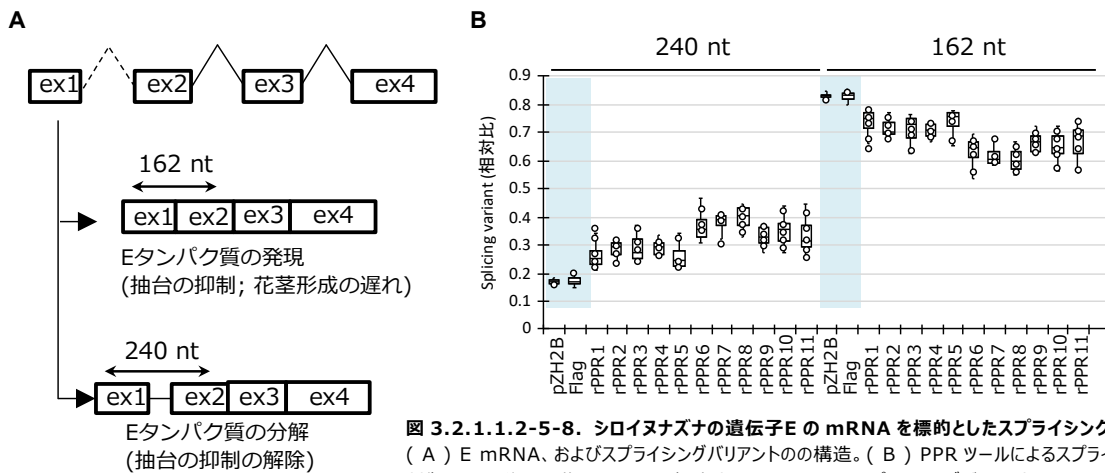 A
ex1 ex2 ex3 ex4
162 nt
ex1 ex2 ex3 ex4
Eタンパク質の発現
(抽台の抑制; 花茎形成の遅れ)
240 nt
ex1 ex2 ex3 ex4
Eタンパク質の分解
(抽台の抑制の解除)
B
240 nt 162 nt
Splicing variant (相対比)
0.9
0.8
0.7
0.6
0.5
0.4
0.3
0.2
0.1
0
pZH2B
Flag
rPPR1
rPPR2
rPPR3
rPPR4
rPPR5
rPPR6
rPPR7
rPPR8
rPPR9
rPPR10
rPPR11
pZH2B
Flag
rPPR1
rPPR2
rPPR3
rPPR4
rPPR5
rPPR6
rPPR7
rPPR8
rPPR9
rPPR10
rPPR11
図 3.2.1.1.2-5-8. シロイヌナズナの遺伝子E の mRNA を標的としたスプライシング
( A ) E mRNA、およびスプライシングバリアントのの構造。( B ) PPR ツールによるスプライ